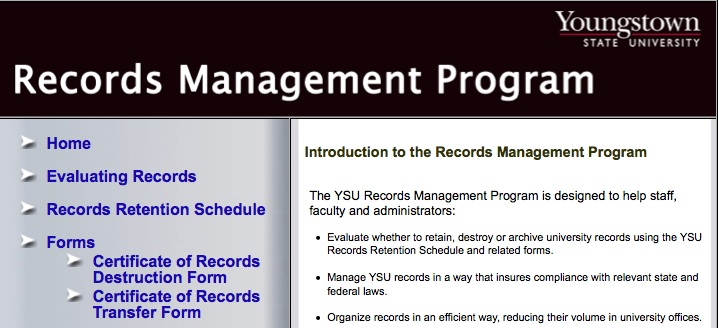 Youngstown
STATE UNIVERSITY
Records Management Program
Home
Evaluating Records
Records Retention Schedule
Forms
Certificate of Records
Destruction Form
Certificate of Records
Transfer Form
Introduction to the Records Management Program
The YSU Records Management Program is designed to help staff,
faculty and administrators:
• Evaluate whether to retain, destroy or archive university records using the YSU
Records Retention Schedule and related forms.
• Manage YSU records in a way that insures compliance with relevant state and
federal laws.
• Organize records in an efficient way, reducing their volume in university offices.